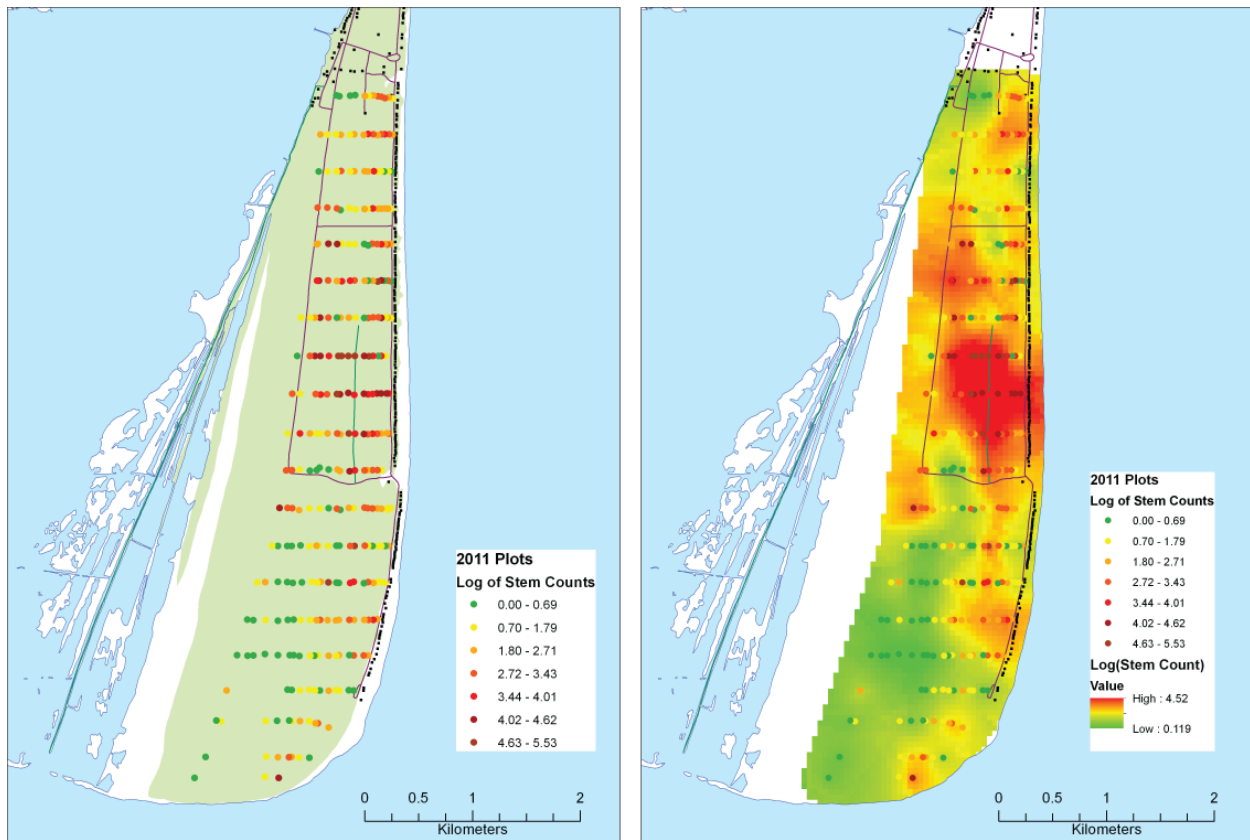 2011 Plots
Log of Stem Counts
0.00 - 0.69
0.70 - 1.79
1.80 - 2.71
2.72 - 3.43
3.44 - 4.01
4.02 - 4.62
4.63 - 5.53
0 0.5 1 2
Kilometers
2011 Plots
Log of Stem Counts
0.00 - 0.69
0.70 - 1.79
1.80 - 2.71
2.72 - 3.43
3.44 - 4.01
4.02 - 4.62
4.63 - 5.53
Log(Stem Count)
Value
High : 4.52
Low : 0.119
0 0.5 1 2
Kilometers